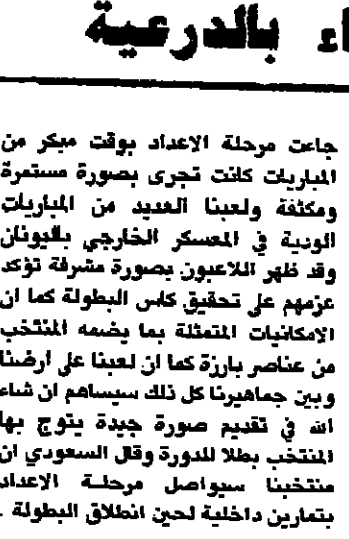 اء بالدرعية
جاءت مرحلة الاعداد بوقت مبكر من
المباريات كانت تجرى بصورة مستمرة
ومكثفة ولعبنا العديد من المباريات
الودية في المعسكر الخارجي باليونان
وقد ظهر اللاعبون بصورة مشرفة تؤكد
عزمهم على تحقيق كاس البطولة كما ان
الامكانيات المتمثلة بما يضمه المنتخب
من عناصر بارزة كما ان لعبنا على ارضنا
وبين جماهيرنا كل ذلك سيساهم ان شاء
الله في تقديم صورة جيدة يتوج بها
المنتخب بطلا للدورة وقال السعودي ان
منتخبنا سيواصل مرحلة الاعداد
بتمارين داخلية لحين انطلاق البطولة .